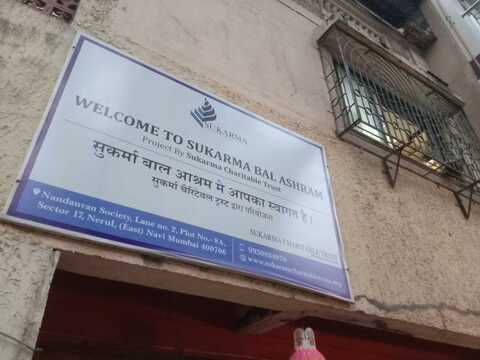 SUKARMA
WELCOME TO SUKARMA BAL ASHRAM
Project By Sukarma Charitable Trust
सुकर्मा बाल आश्रम मे आपका स्वागत है।
सुकर्मा चैरिटेबल ट्रस्ट द्वारा परियोजना
SUKARMA CHARITABLE TRUST
Nandanvan Society, Lane no. 2, Plot No.- 8A,
Sector 17, Nerul, (East) Navi Mumbai 400706